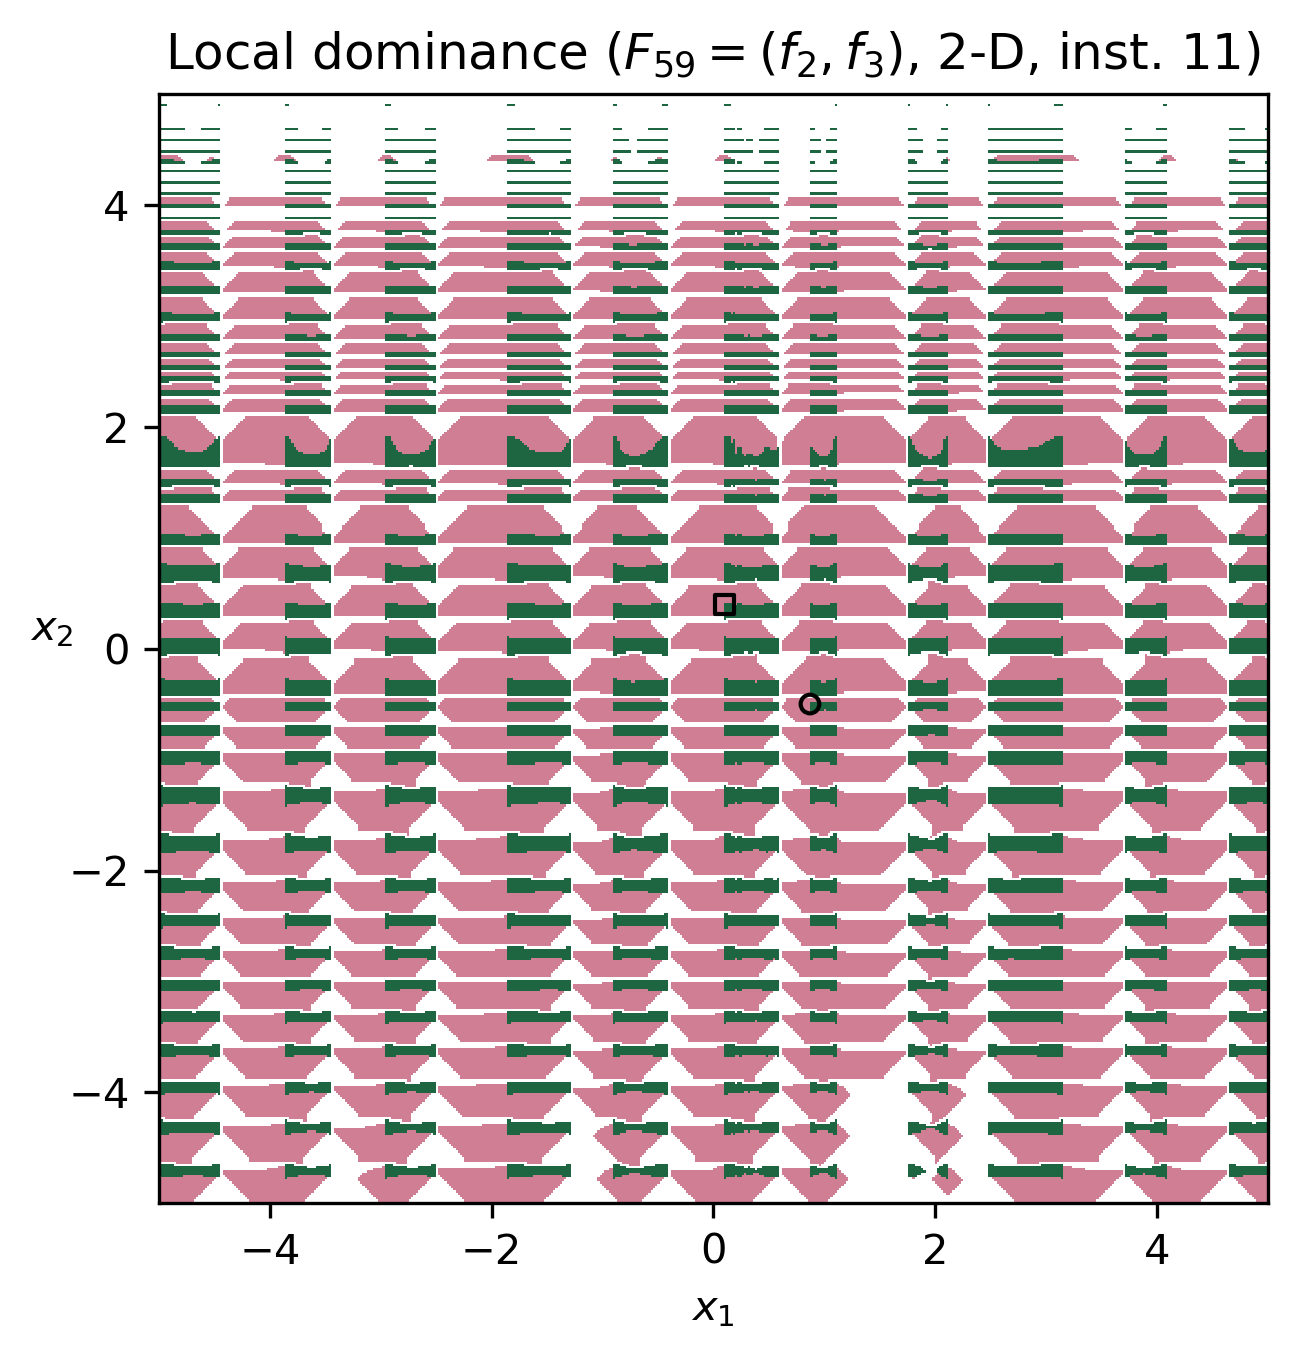 Local dominance (F₅₉ = (f₂, f₃), 2-D, inst. 11)
4
2
0
−2
−4
x₂
−4 −2 0 2 4
x₁